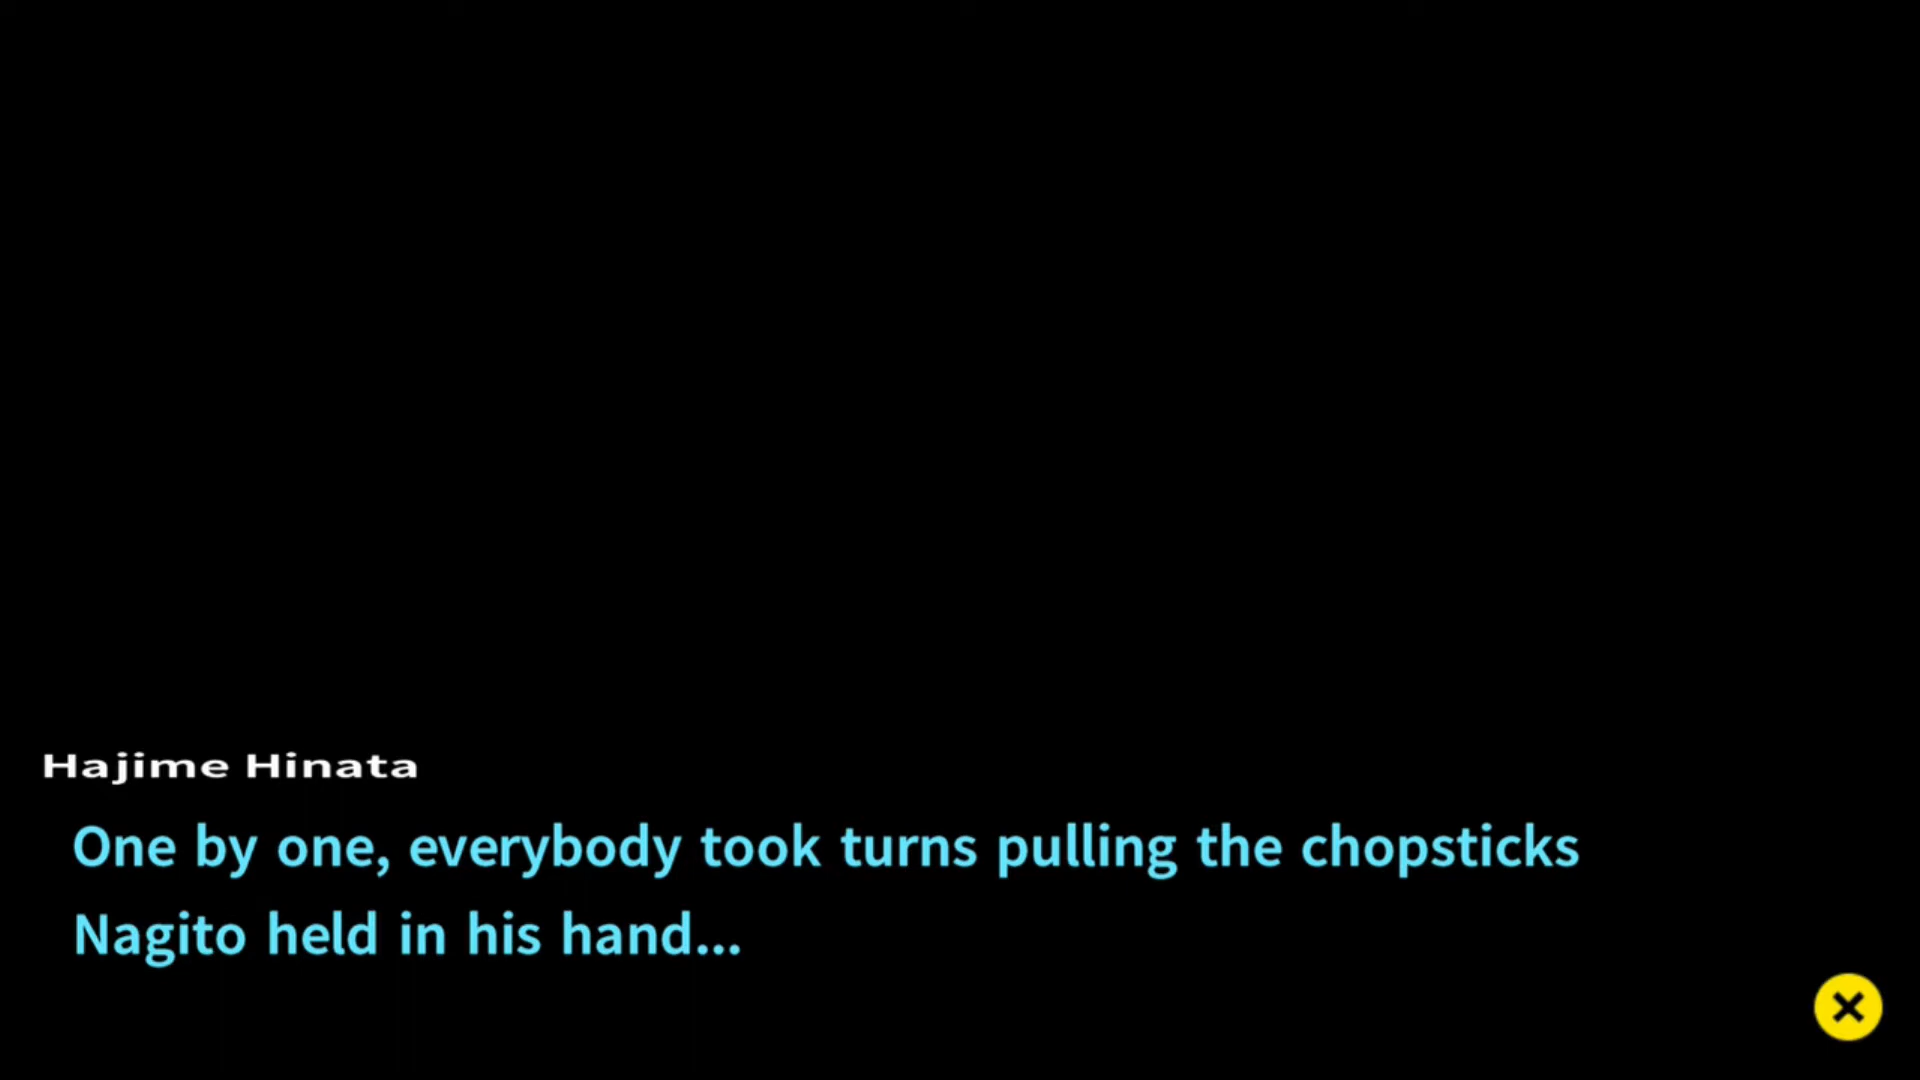 Hajime Hinata
One by one, everybody took turns pulling the chopsticks
Nagito held in his hand...